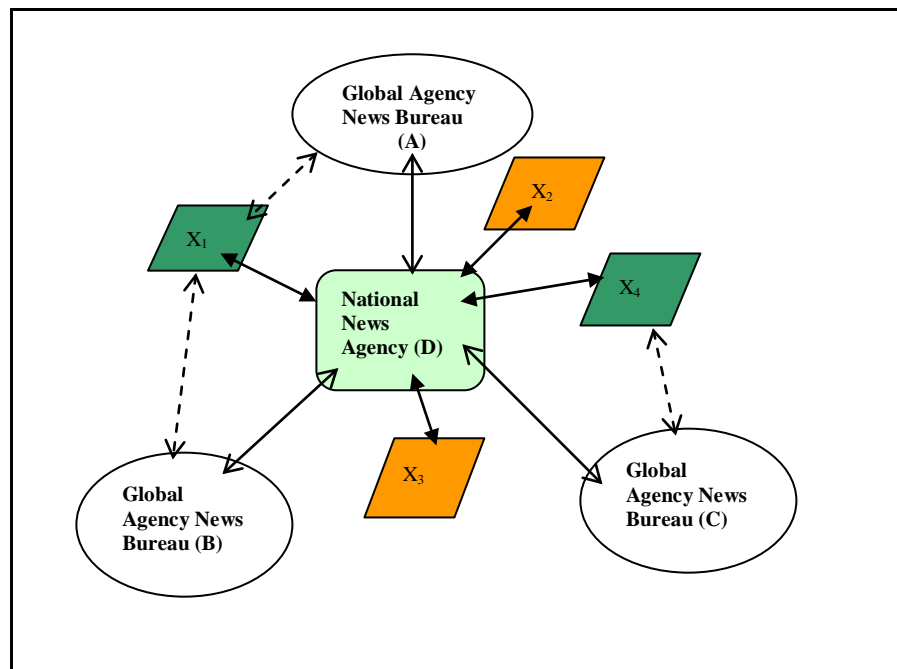 Global Agency
News Bureau
(A)
X₂
X₁
X₄
National
News
Agency (D)
X₃
Global
Agency News
Bureau (B)
Global
Agency News
Bureau (C)